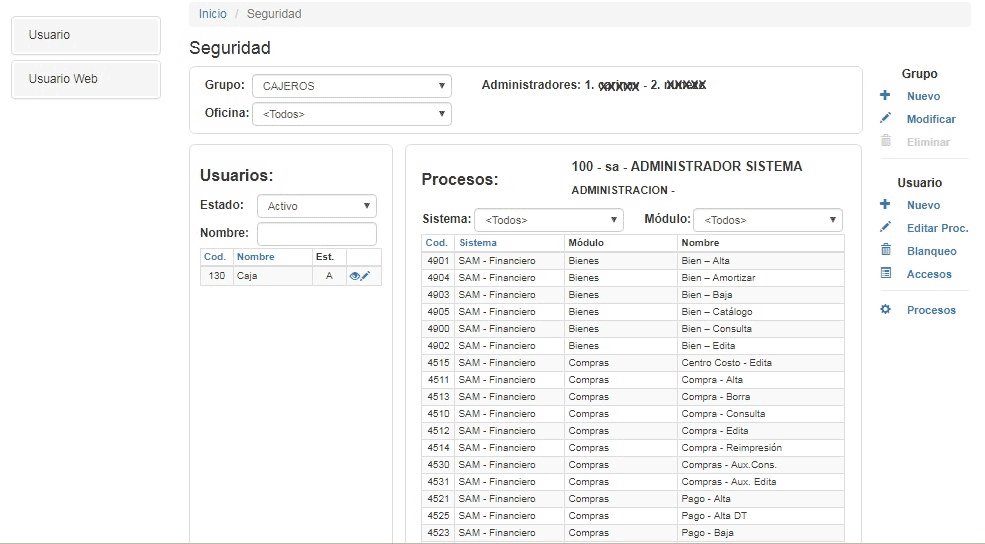 Usuario
Usuario Web
Inicio / Seguridad
Seguridad
Grupo: CAJEROS
Administradores: 1. - 2.
Oficina: <Todos>
Usuarios:
Estado: Activo
Nombre:
Cod. Nombre Est.
130 Caja A
Procesos:
100 - sa - ADMINISTRADOR SISTEMA
ADMINISTRACION -
Sistema: <Todos> Módulo: <Todos>
Cod. Sistema Módulo Nombre
4901 SAM - Financiero Bienes Bien – Alta
4904 SAM - Financiero Bienes Bien – Amortizar
4903 SAM - Financiero Bienes Bien – Baja
4905 SAM - Financiero Bienes Bien – Catálogo
4900 SAM - Financiero Bienes Bien – Consulta
4902 SAM - Financiero Bienes Bien – Edita
4515 SAM - Financiero Compras Centro Costo - Edita
4511 SAM - Financiero Compras Compra - Alta
4513 SAM - Financiero Compras Compra - Borra
4510 SAM - Financiero Compras Compra - Consulta
4512 SAM - Financiero Compras Compra - Edita
4514 SAM - Financiero Compras Compra - Reimpresión
4530 SAM - Financiero Compras Compras - Aux.Cons.
4531 SAM - Financiero Compras Compras - Aux. Edita
4521 SAM - Financiero Compras Pago - Alta
4525 SAM - Financiero Compras Pago - Alta DT
4523 SAM - Financiero Compras Pago - Baja
Grupo
Nuevo
Modificar
Eliminar
Usuario
Nuevo
Editar Proc.
Blanqueo
Accesos
Procesos